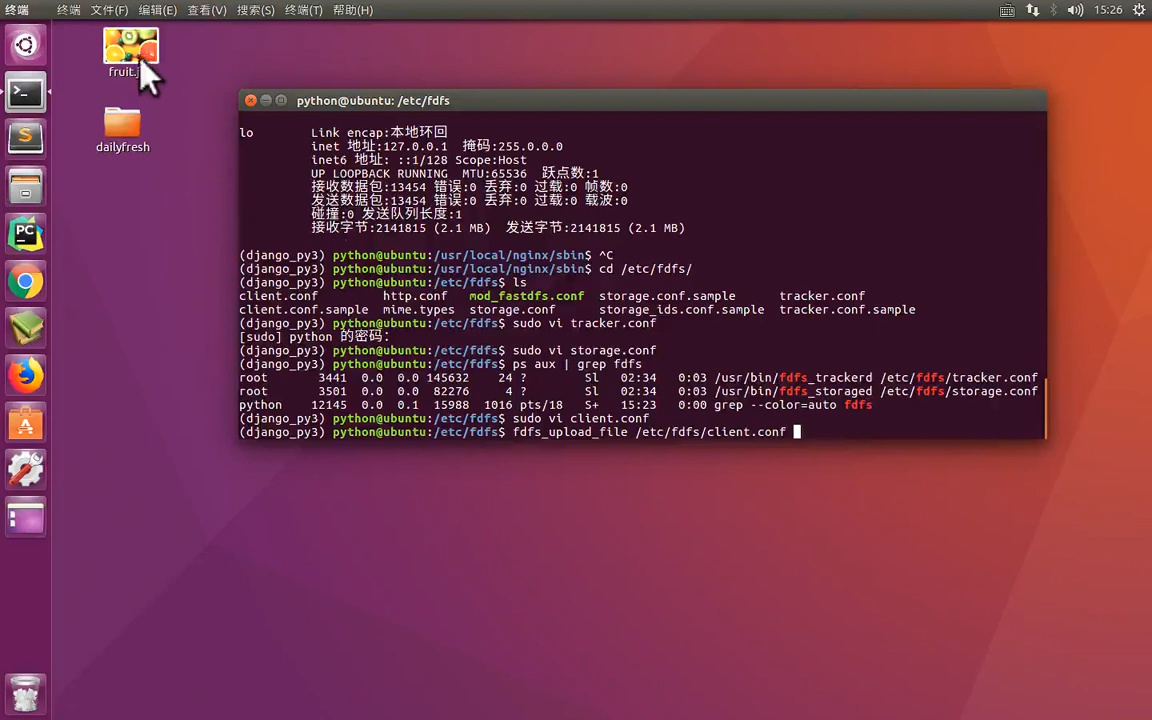 终端 终端 文件(F) 编辑(E) 查看(V) 搜索(S) 终端(T) 帮助(H) 15:26
fruit.j
dailyfresh
python@ubuntu: /etc/fdfs
lo Link encap:本地环回
inet 地址:127.0.0.1 掩码:255.0.0.0
inet6 地址: ::1/128 Scope:Host
UP LOOPBACK RUNNING MTU:65536 跃点数:1
接收数据包:13454 错误:0 丢弃:0 过载:0 帧数:0
发送数据包:13454 错误:0 丢弃:0 过载:0 载波:0
碰撞:0 发送队列长度:1
接收字节:2141815 (2.1 MB) 发送字节:2141815 (2.1 MB)
(django_py3) python@ubuntu:/usr/local/nginx/sbin$ ^C
(django_py3) python@ubuntu:/usr/local/nginx/sbin$ cd /etc/fdfs/
(django_py3) python@ubuntu:/etc/fdfs$ ls
client.conf http.conf mod_fastdfs.conf storage.conf.sample tracker.conf
client.conf.sample mime.types storage.conf storage_ids.conf.sample tracker.conf.sample
(django_py3) python@ubuntu:/etc/fdfs$ sudo vi tracker.conf
[sudo] python 的密码:
(django_py3) python@ubuntu:/etc/fdfs$ sudo vi storage.conf
(django_py3) python@ubuntu:/etc/fdfs$ ps aux | grep fdfs
root 3441 0.0 0.0 145632 24 ? Sl 02:34 0:03 /usr/bin/fdfs_trackerd /etc/fdfs/tracker.conf
root 3501 0.0 0.0 82276 4 ? Sl 02:34 0:03 /usr/bin/fdfs_storaged /etc/fdfs/storage.conf
python 12145 0.0 0.1 15988 1016 pts/18 S+ 15:23 0:00 grep --color=auto fdfs
(django_py3) python@ubuntu:/etc/fdfs$ sudo vi client.conf
(django_py3) python@ubuntu:/etc/fdfs$ fdfs_upload_file /etc/fdfs/client.conf